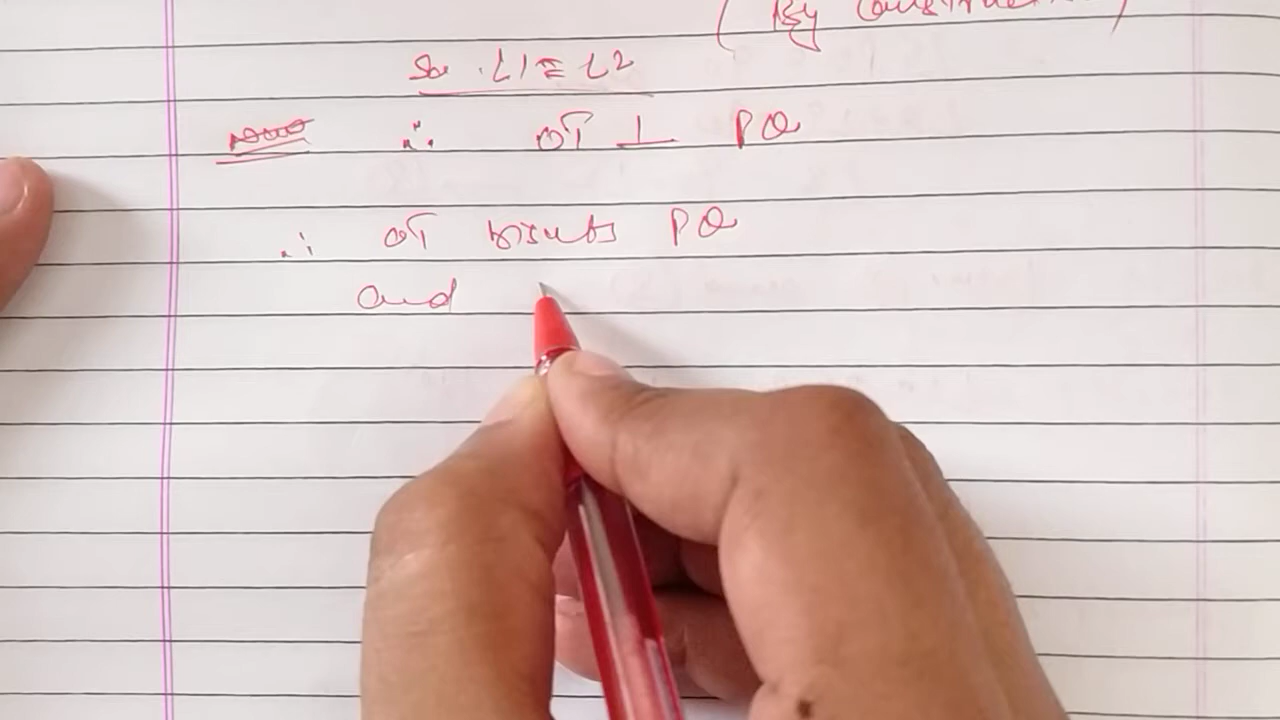 (By Construction)
So ∠1 ≅ ∠2
∴ OT ⊥ PQ
∴ OT bisects PQ
and